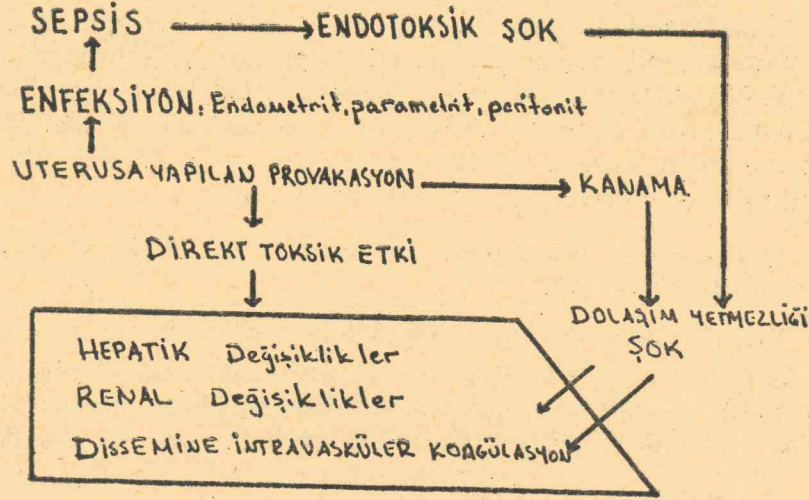 SEPSİS ENDOTOKSİK ŞOK
ENFEKSİYON: Endometrit, parametrit, peritonit
UTERUSA YAPILAN PROVAKASYON KANAMA
DİREKT TOKSİK ETKİ
DOLAŞIM YETMEZLİĞİ
ŞOK
HEPATİK Değişiklikler
RENAL Değişiklikler
DİSSEMİNE İNTRAVASKÜLER KOAGÜLASYON